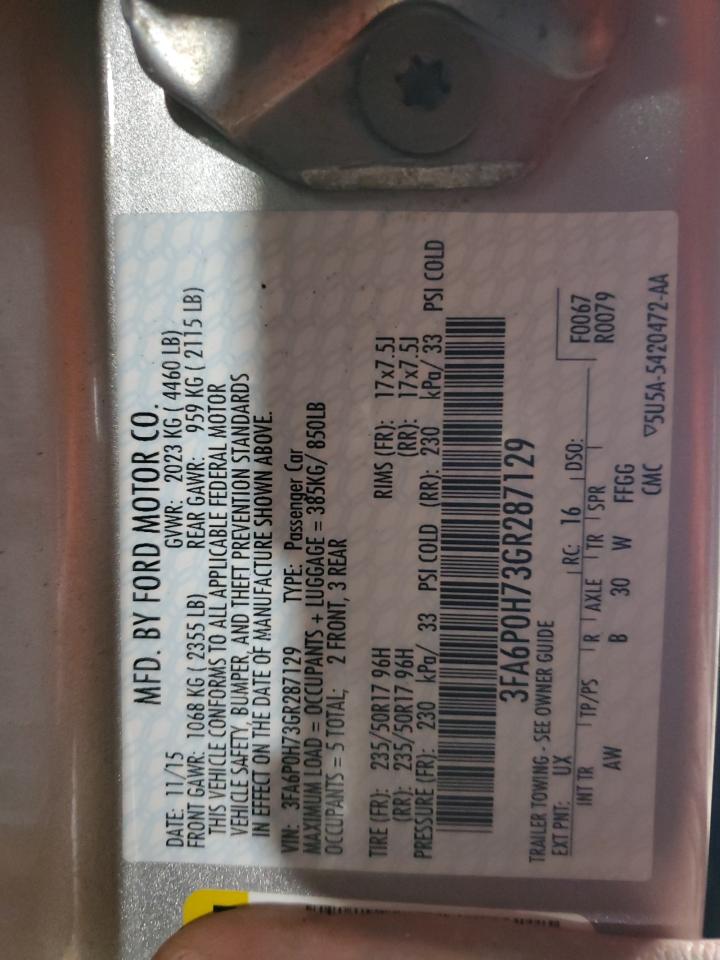 MFD. BY FORD MOTOR CO.
DATE: 11/15 GVWR: 2023 KG ( 4460 LB)
FRONT GAWR: 1068 KG ( 2355 LB) REAR GAWR: 959 KG ( 2115 LB)
THIS VEHICLE CONFORMS TO ALL APPLICABLE FEDERAL MOTOR
VEHICLE SAFETY, BUMPER, AND THEFT PREVENTION STANDARDS
IN EFFECT ON THE DATE OF MANUFACTURE SHOWN ABOVE.
VIN: 3FA6P0H73GR287129 TYPE: Passenger Car
MAXIMUM LOAD = OCCUPANTS + LUGGAGE = 385KG/ 850LB
OCCUPANTS = 5 TOTAL; 2 FRONT, 3 REAR
TIRE (FR): 235/50R17 96H RIMS (FR): 17x7.5J
(RR): 235/50R17 96H (RR): 17x7.5J
PRESSURE (FR): 230 kPa/ 33 PSI COLD (RR): 230 kPa/ 33 PSI COLD
3FA6P0H73GR287129
TRAILER TOWING - SEE OWNER GUIDE F0067
EXT PNT: UX RC: 16 DSO: R0079
INT TR TP/PS R AXLE TR SPR
AW B 30 W FFGG
CMC ▽5U5A-5420472-AA